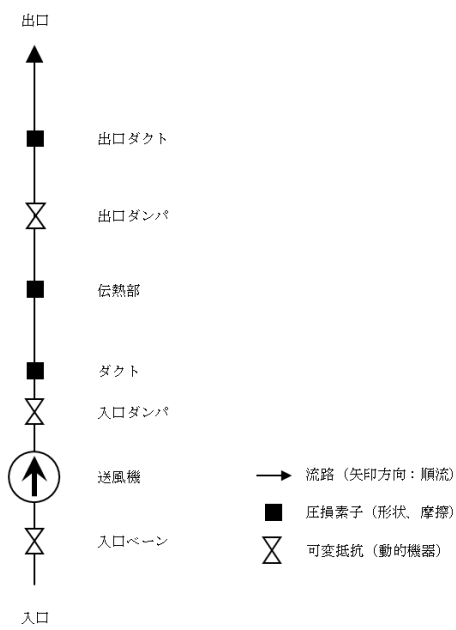 出口
出口ダクト
出口ダンパ
伝熱部
ダクト
入口ダンパ
送風機
入口ベーン
入口
流路（矢印方向：順流）
圧損素子（形状、摩擦）
可変抵抗（動的機器）